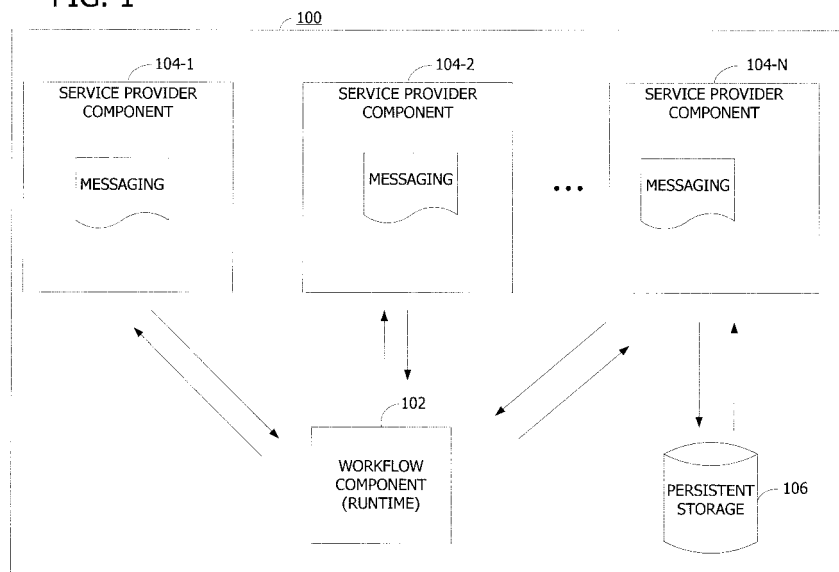 FIG. 1
100
104-1
104-2
104-N
SERVICE PROVIDER
COMPONENT
SERVICE PROVIDER
COMPONENT
SERVICE PROVIDER
COMPONENT
MESSAGING
MESSAGING
MESSAGING
102
WORKFLOW
COMPONENT
(RUNTIME)
PERSISTENT
STORAGE
106